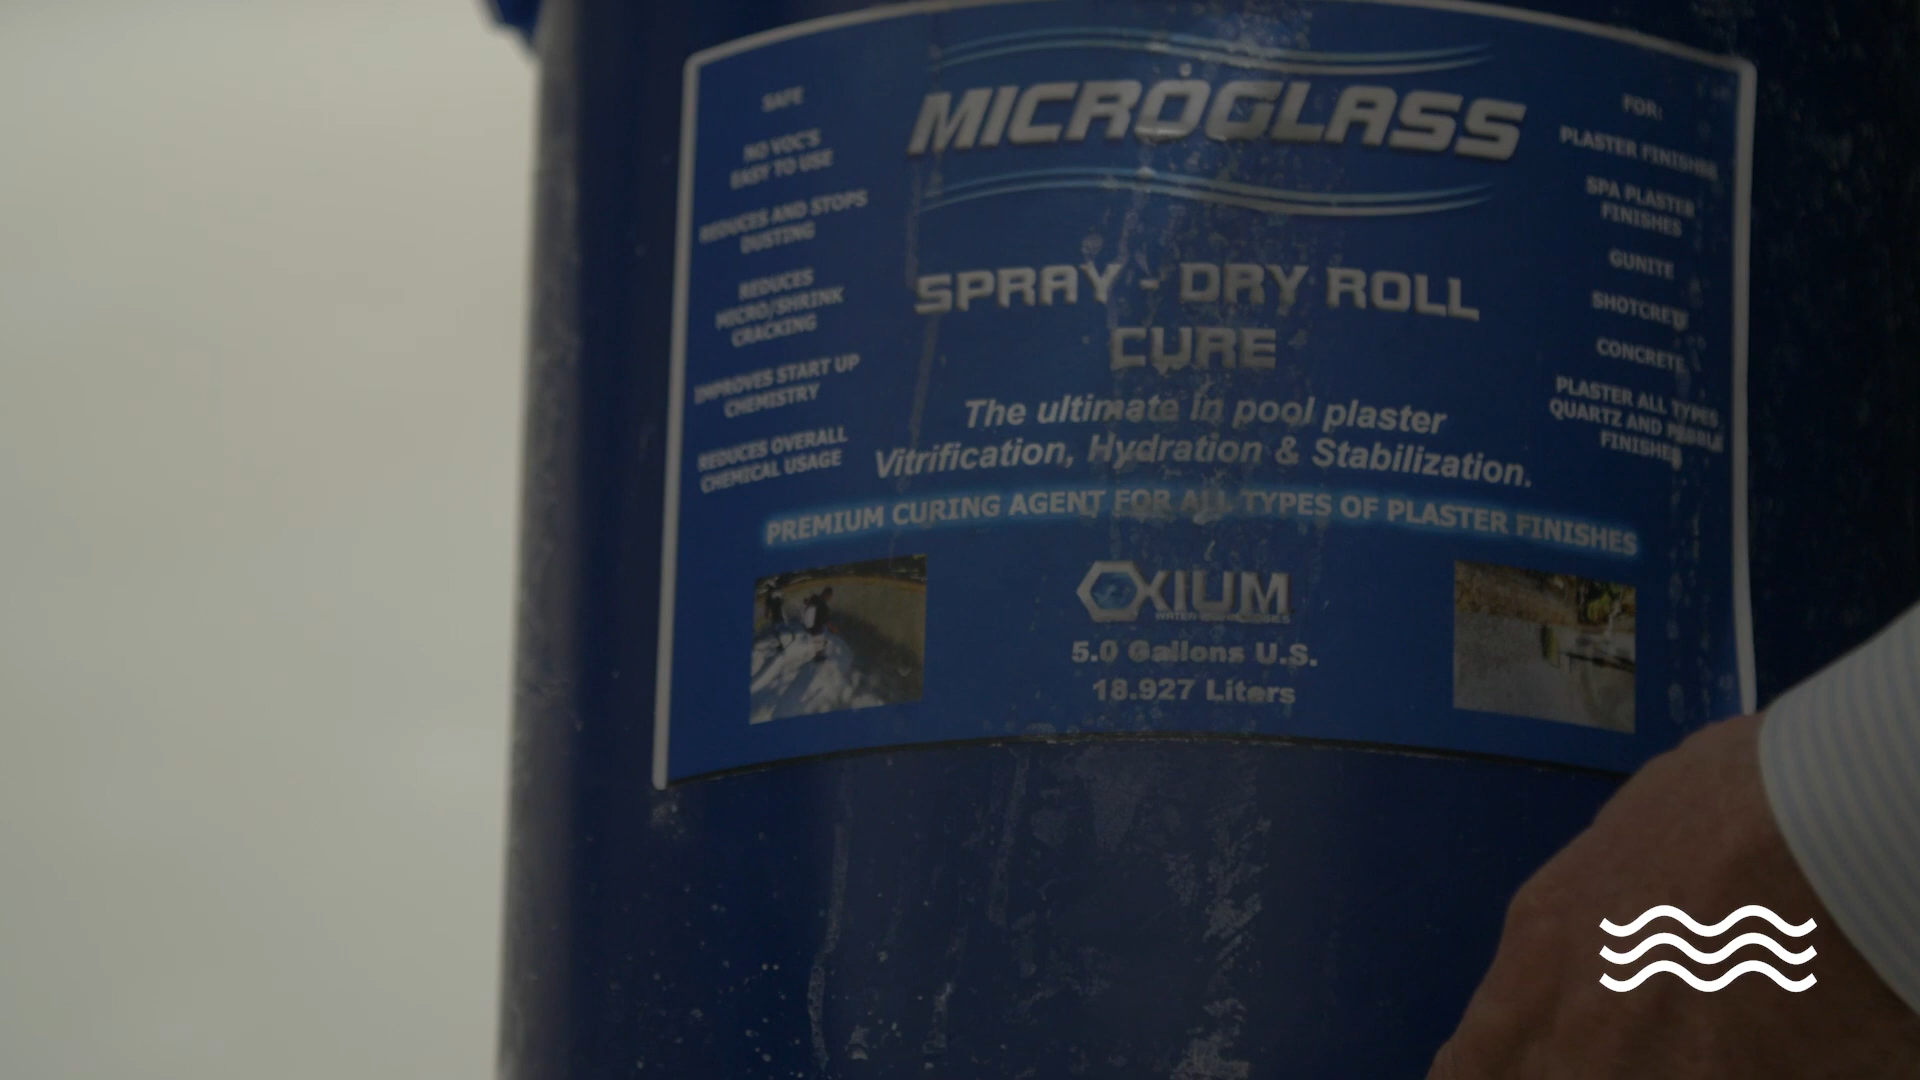 MICROGLASS
SPRAY - DRY ROLL
CURE
The ultimate in pool plaster
Vitrification, Hydration & Stabilization.
PREMIUM CURING AGENT FOR ALL TYPES OF PLASTER FINISHES
OXIUM
5.0 Gallons U.S.
18.927 Liters
SAFE
NO VOC'S
EASY TO USE
REDUCES AND STOPS
DUSTING
REDUCES
MICRO/SHRINK
CRACKING
IMPROVES START UP
CHEMISTRY
REDUCES OVERALL
CHEMICAL USAGE
FOR:
PLASTER FINISHES
SPA PLASTER
FINISHES
GUNITE
SHOTCRETE
CONCRETE
PLASTER ALL TYPES
QUARTZ AND PEBBLE
FINISHES